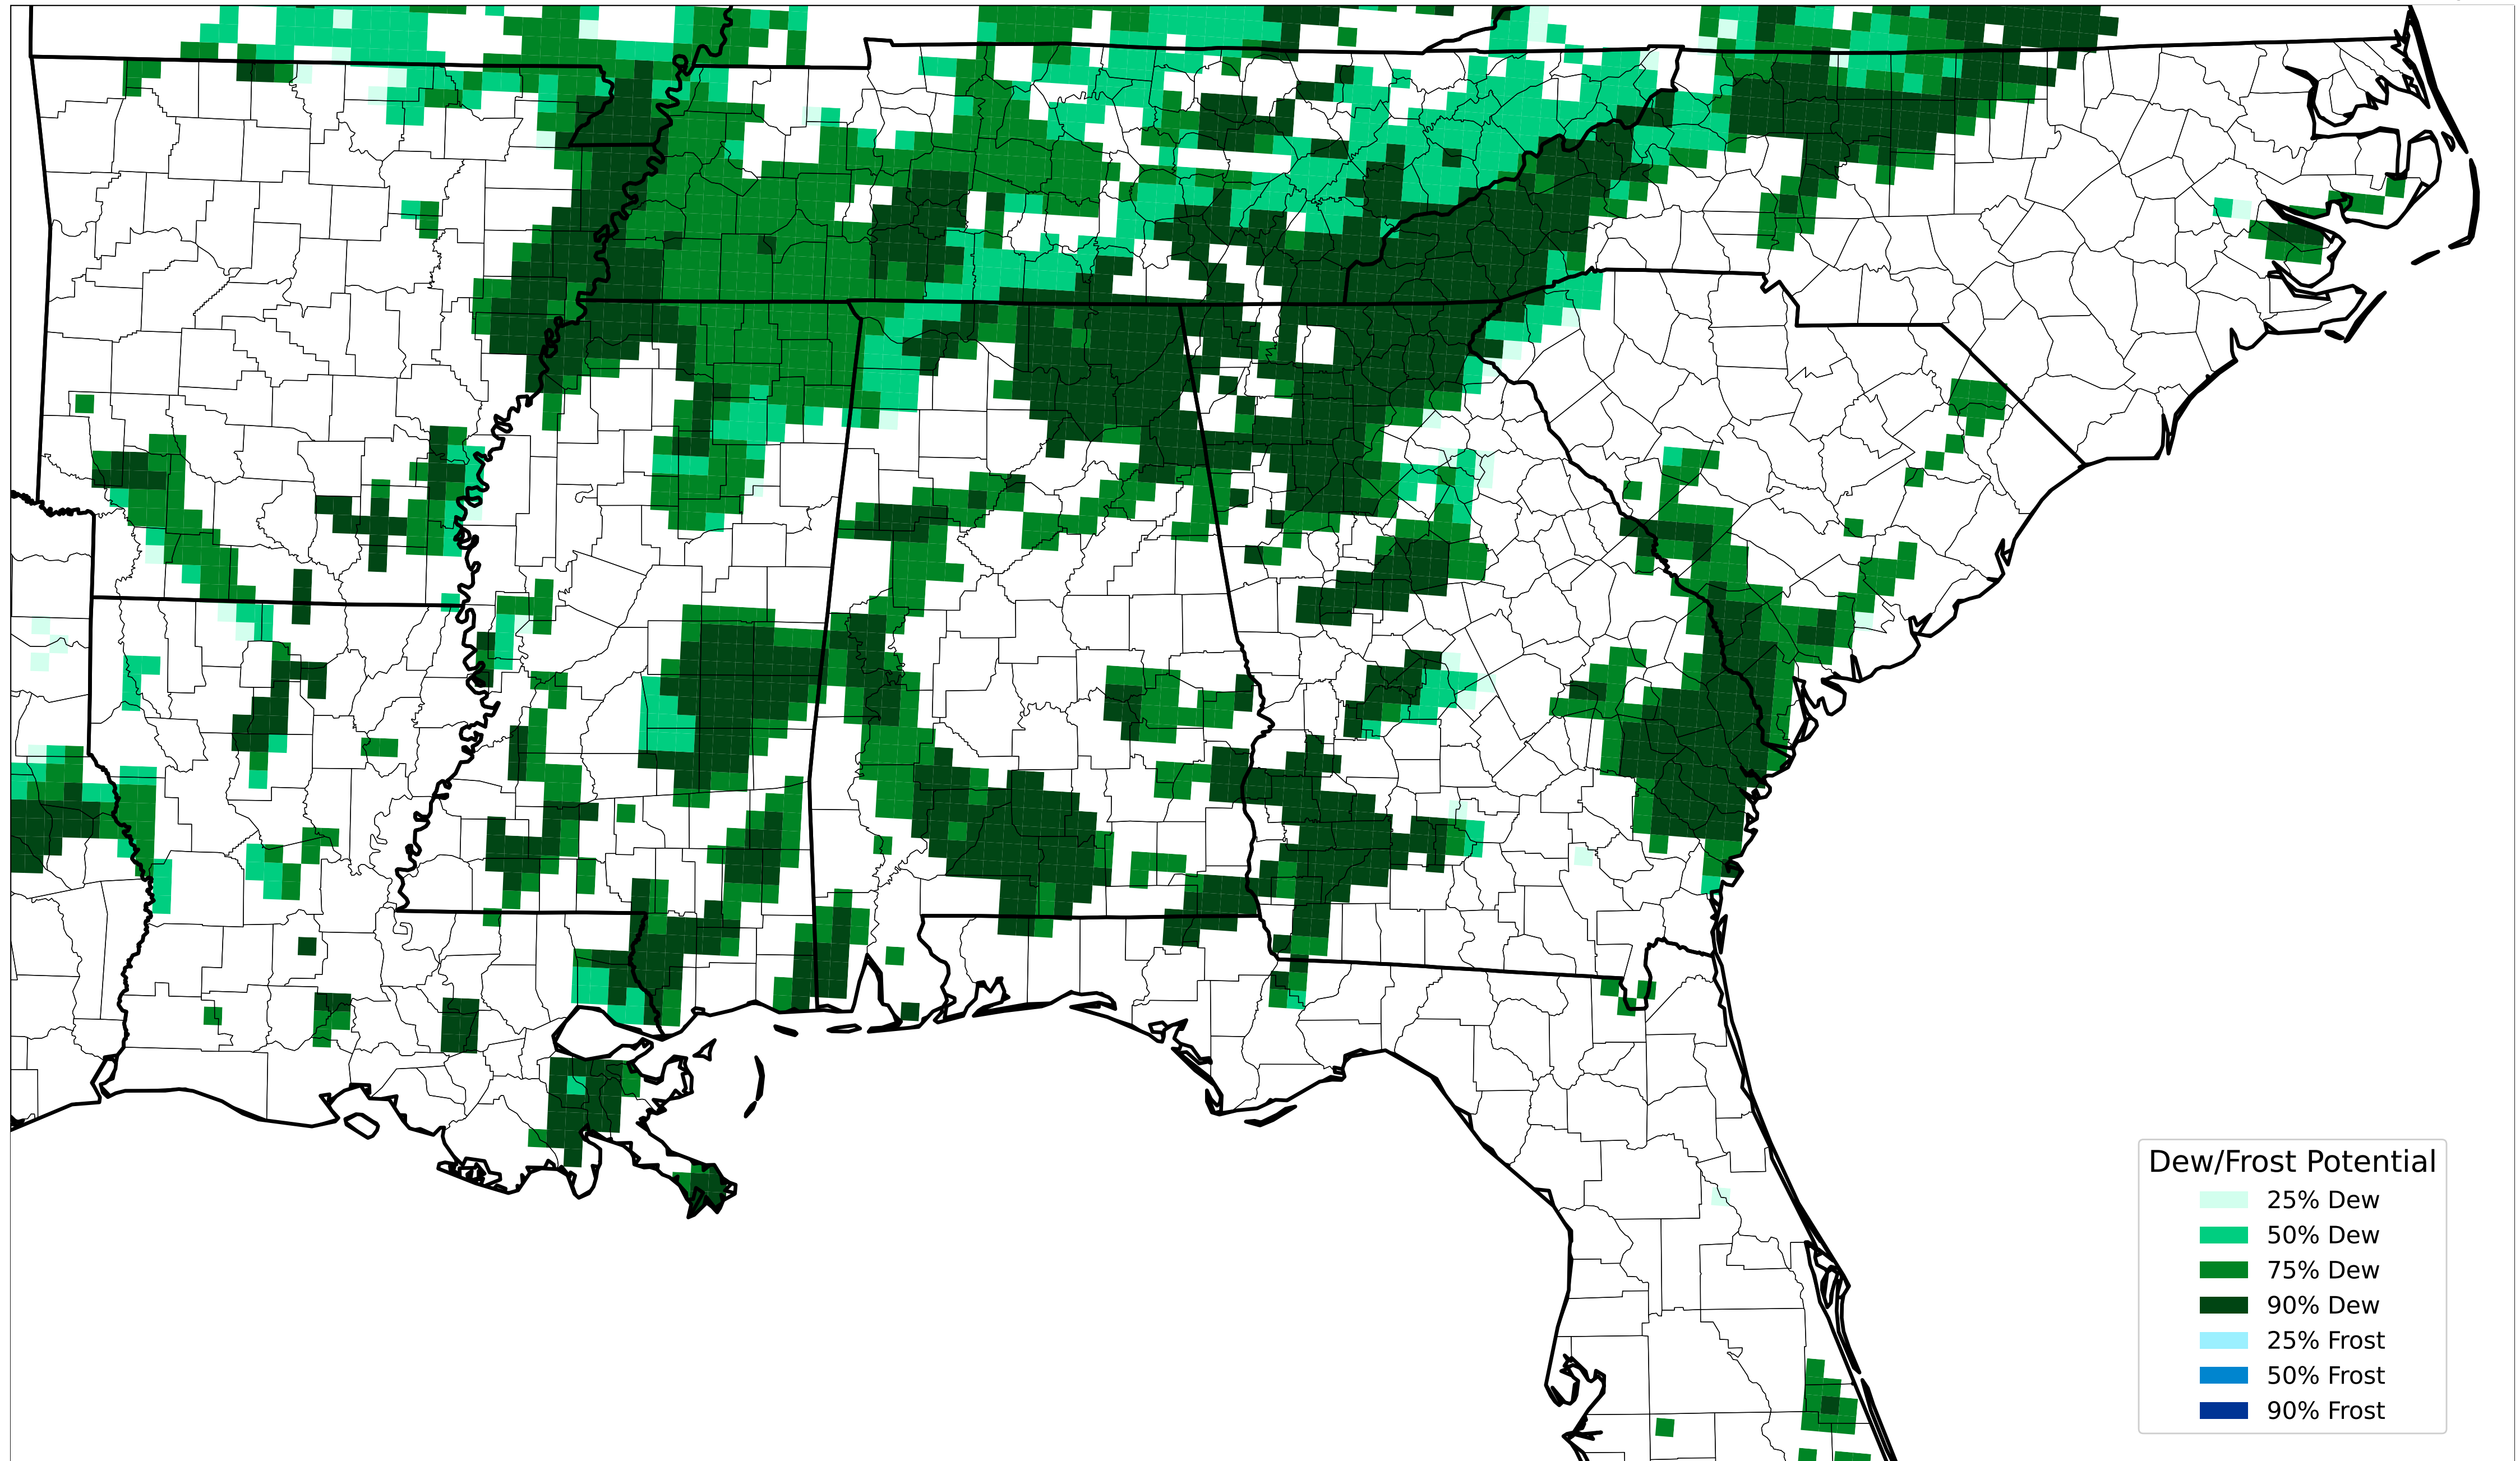 Dew/Frost Potential
25% Dew
50% Dew
75% Dew
90% Dew
25% Frost
50% Frost
90% Frost